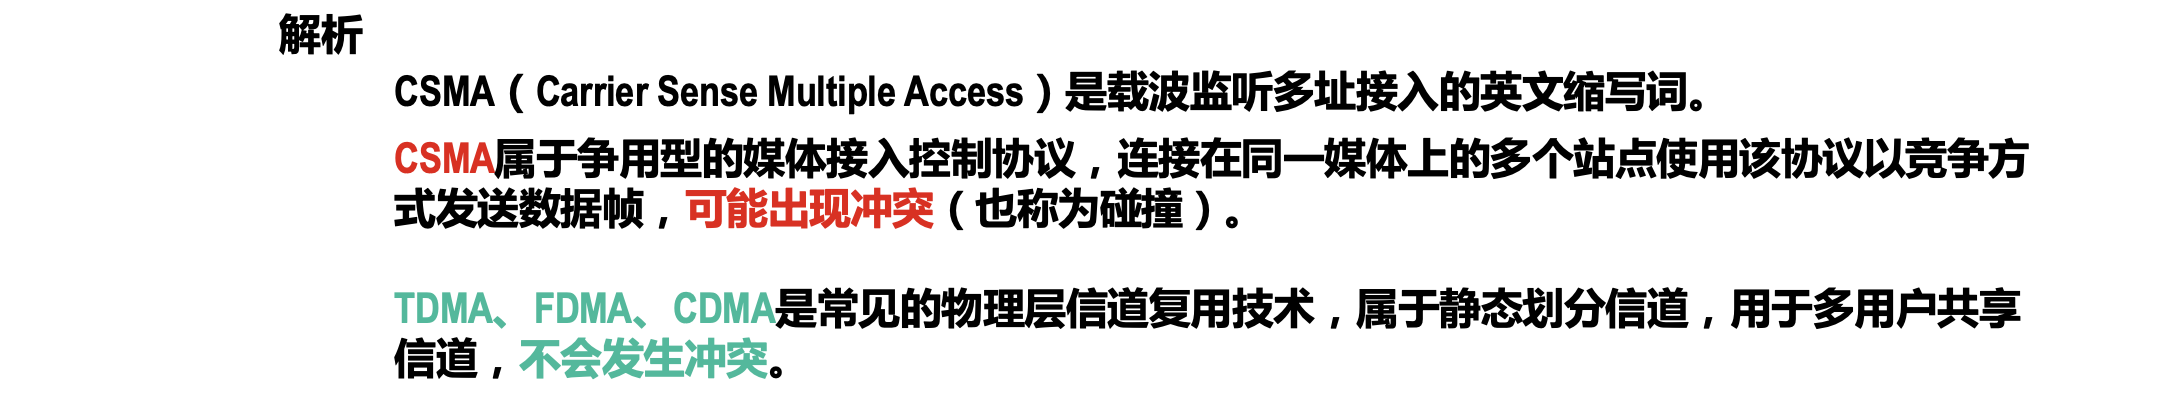 解析
CSMA（Carrier Sense Multiple Access）是载波监听多址接入的英文缩写词。
CSMA属于争用型的媒体接入控制协议，连接在同一媒体上的多个站点使用该协议以竞争方
式发送数据帧，可能出现冲突（也称为碰撞）。
TDMA、FDMA、CDMA是常见的物理层信道复用技术，属于静态划分信道，用于多用户共享
信道，不会发生冲突。